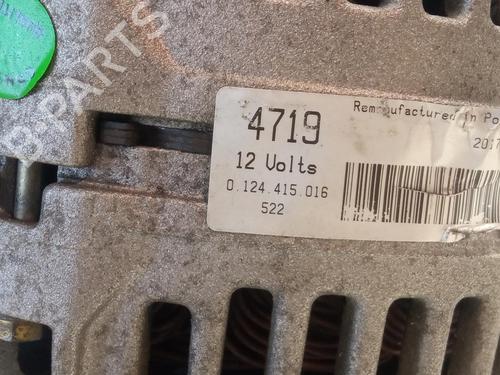 B-PARTS
4719
Remanufactured in Po
2017
12 Volts
0.124.415.016
522